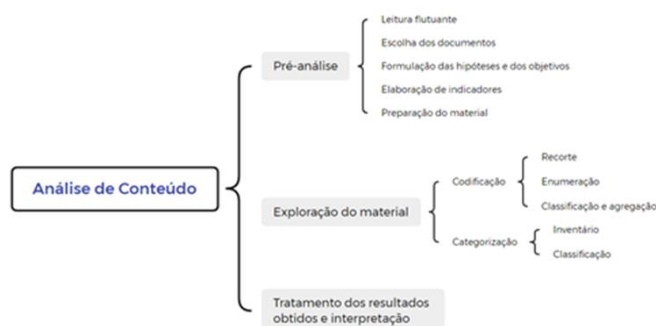 Análise de Conteúdo
Pré-análise
Leitura flutuante
Escolha dos documentos
Formulação das hipóteses e dos objetivos
Elaboração de indicadores
Preparação do material
Exploração do material
Codificação
Recorte
Enumeração
Classificação e agregação
Categorização
Inventário
Classificação
Tratamento dos resultados
obtidos e interpretação